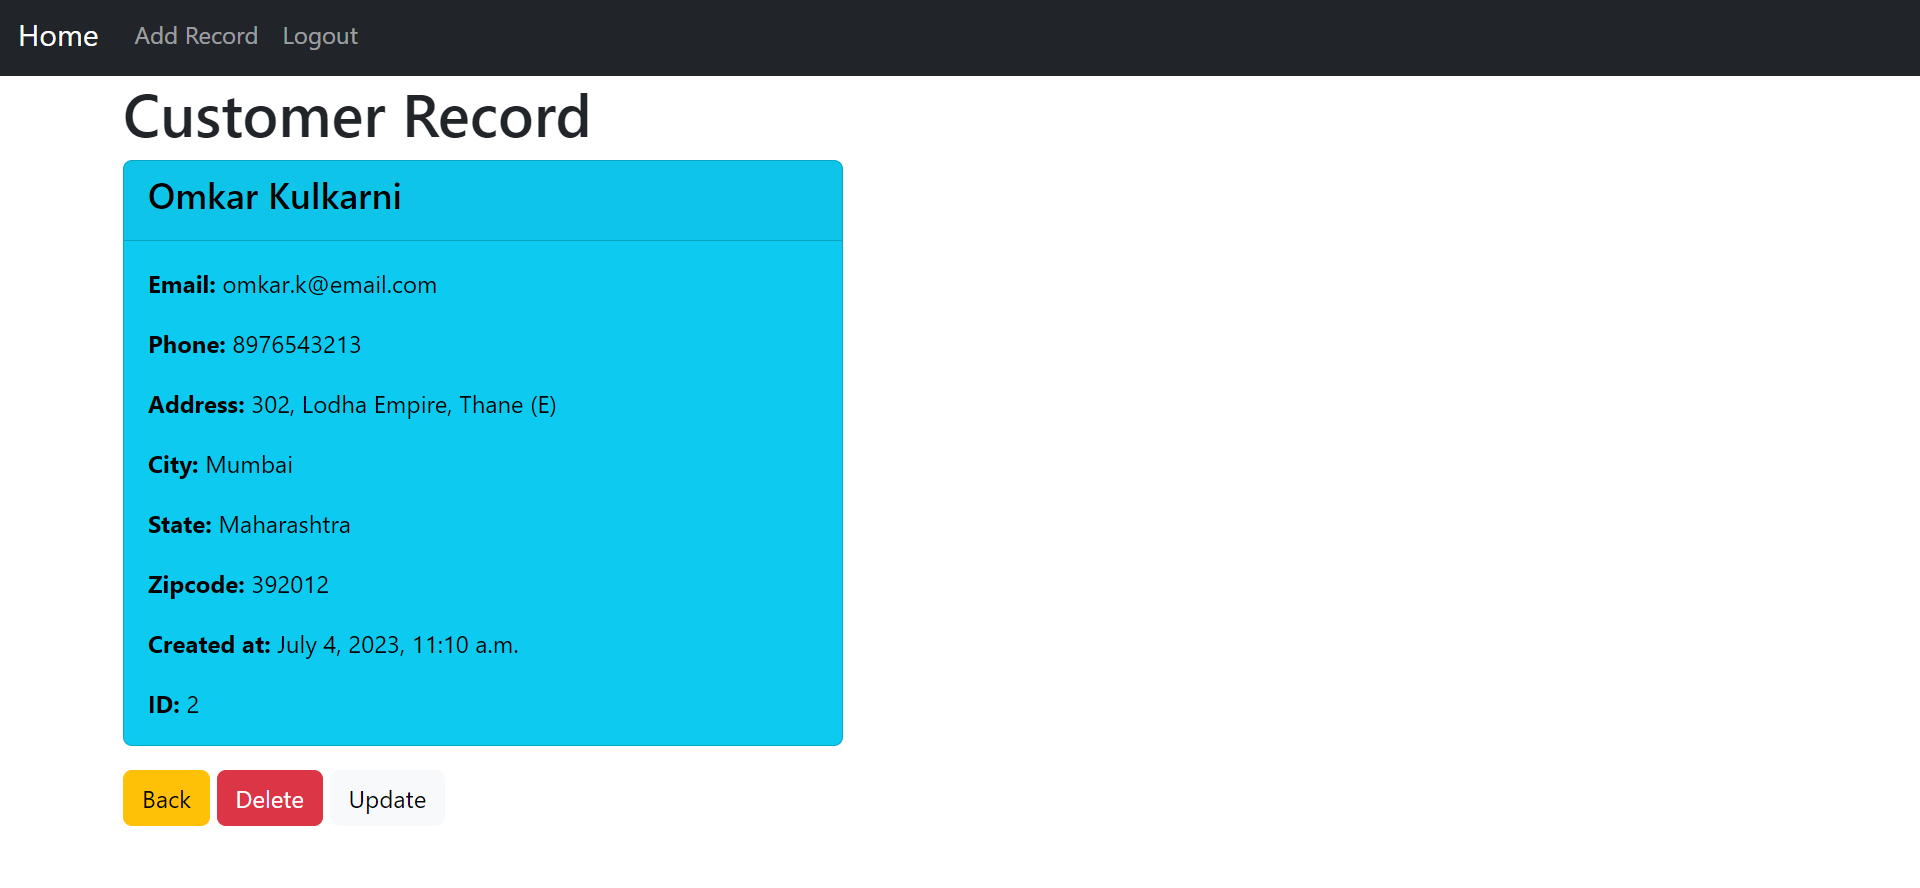 Home Add Record Logout
Customer Record
Omkar Kulkarni
Email: omkar.k@email.com
Phone: 8976543213
Address: 302, Lodha Empire, Thane (E)
City: Mumbai
State: Maharashtra
Zipcode: 392012
Created at: July 4, 2023, 11:10 a.m.
ID: 2
Back Delete Update